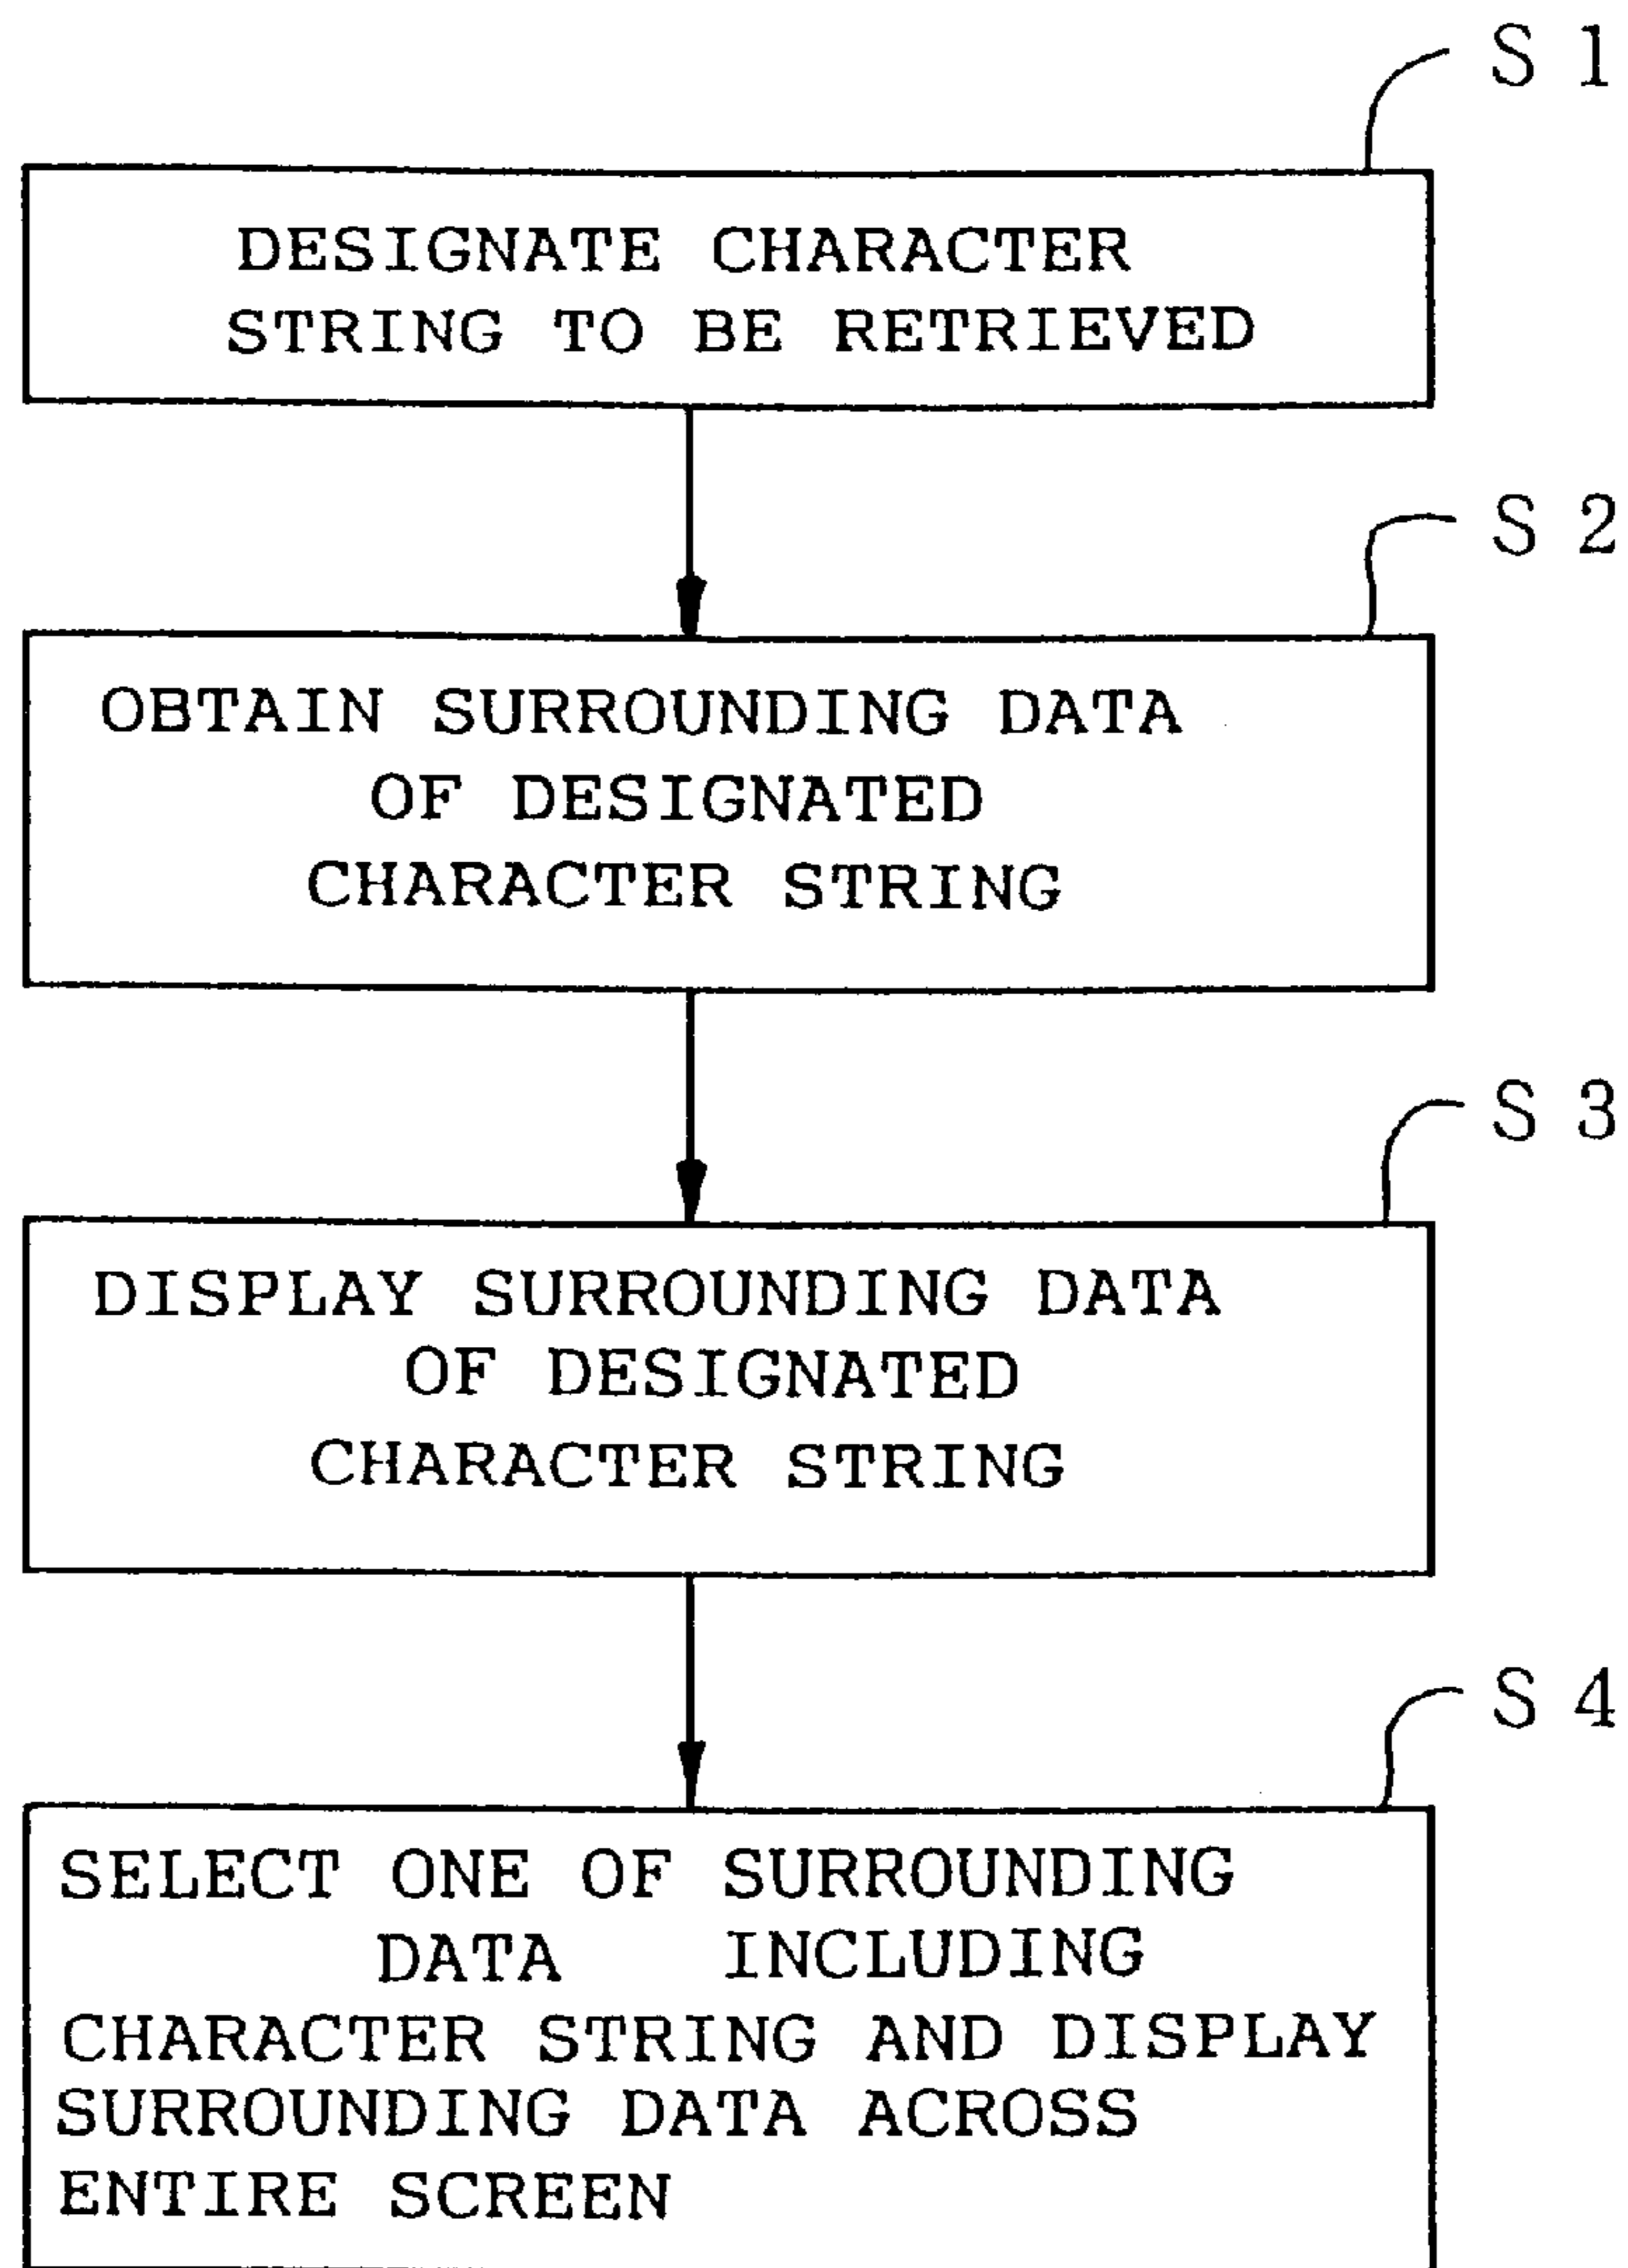 S 1
DESIGNATE CHARACTER
STRING TO BE RETRIEVED
S 2
OBTAIN SURROUNDING DATA
OF DESIGNATED
CHARACTER STRING
S 3
DISPLAY SURROUNDING DATA
OF DESIGNATED
CHARACTER STRING
S 4
SELECT ONE OF SURROUNDING
DATA INCLUDING
CHARACTER STRING AND DISPLAY
SURROUNDING DATA ACROSS
ENTIRE SCREEN